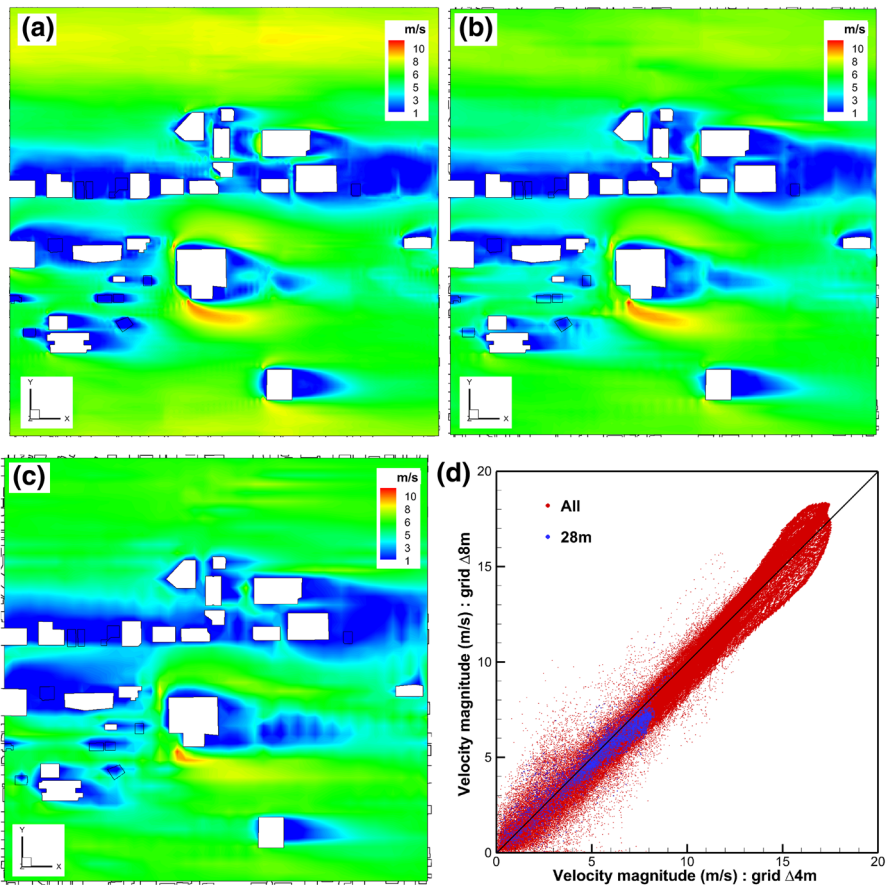 (a)
m/s
10
8
6
5
3
1
Y
Z X
(b)
m/s
10
8
6
5
3
1
Y
Z X
(c)
m/s
10
8
6
5
3
1
Y
Z X
(d)
20
15
10
5
0
All
28m
Velocity magnitude (m/s) : grid Δ8m
0 5 10 15 20
Velocity magnitude (m/s) : grid Δ4m